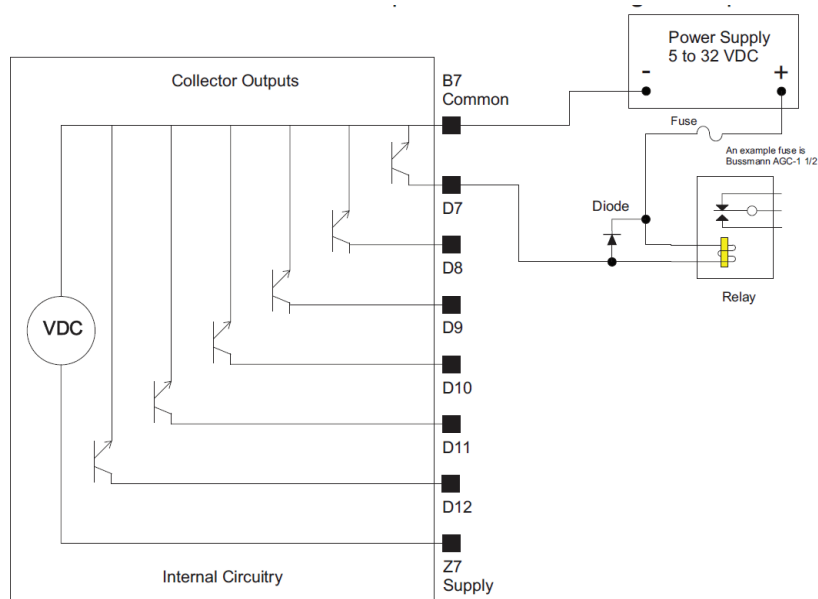 Collector Outputs
B7
Common
Power Supply
5 to 32 VDC
-
+
Fuse
An example fuse is
Bussmann AGC-1 1/2
D7
Diode
Relay
D8
D9
VDC
D10
D11
D12
Internal Circuitry
Z7
Supply